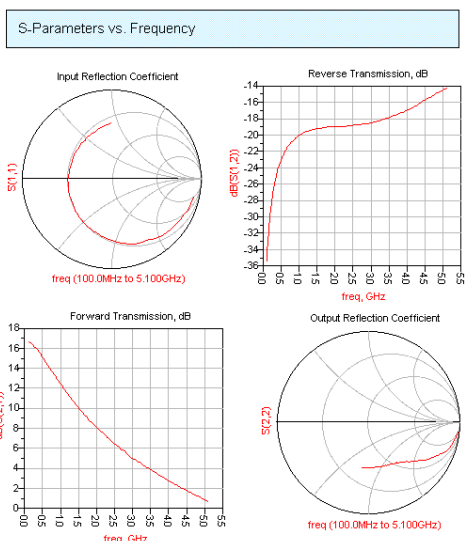 S-Parameters vs. Frequency
Input Reflection Coefficient
S(1,1)
freq (100.0MHz to 5.100GHz)
Reverse Transmission, dB
dB(S(1,2))
-14
-16
-18
-20
-22
-24
-26
-28
-30
-32
-34
-36
0.0 0.5 1.0 1.5 2.0 2.5 3.0 3.5 4.0 4.5 5.0 5.5
freq, GHz
Forward Transmission, dB
18
16
14
12
10
8
6
4
2
0
0.0 0.5 1.0 1.5 2.0 2.5 3.0 3.5 4.0 4.5 5.0 5.5
freq, GHz
Output Reflection Coefficient
S(2,2)
freq (100.0MHz to 5.100GHz)